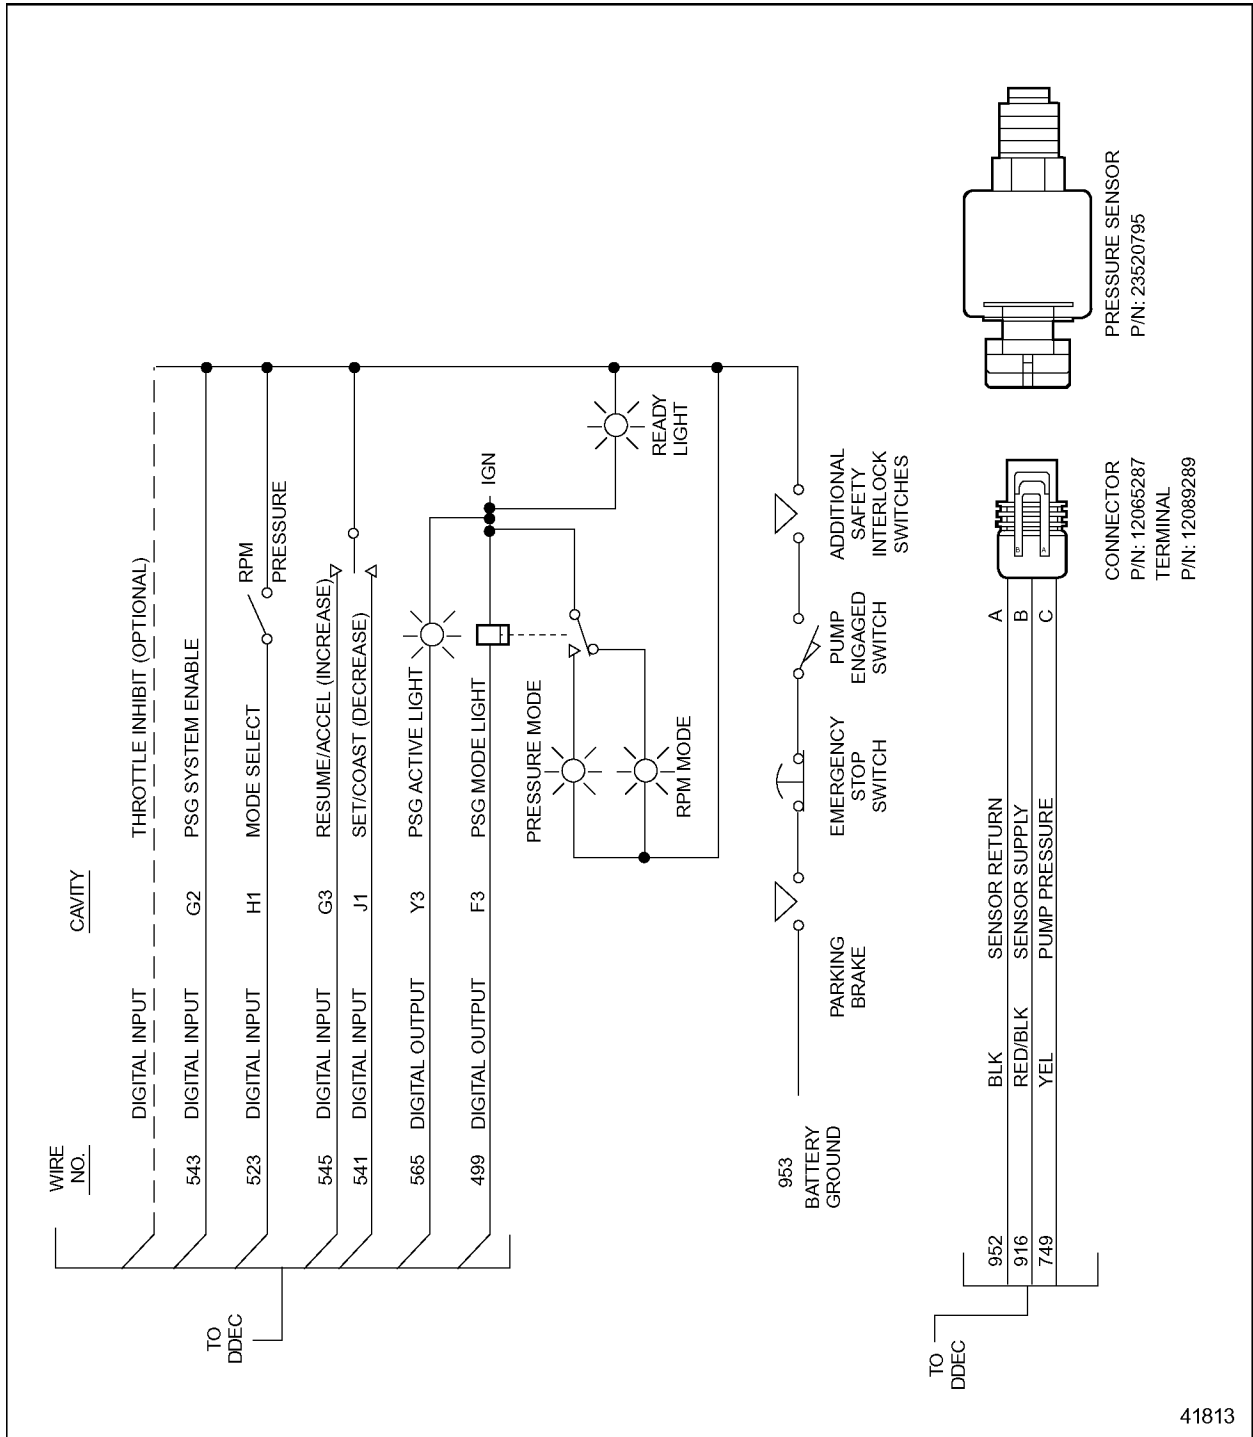 WIRE
NO.
CAVITY
DIGITAL INPUT THROTTLE INHIBIT (OPTIONAL)
543 DIGITAL INPUT G2 PSG SYSTEM ENABLE
523 DIGITAL INPUT H1 MODE SELECT
RPM
PRESSURE
545 DIGITAL INPUT G3 RESUME/ACCEL (INCREASE)
541 DIGITAL INPUT J1 SET/COAST (DECREASE)
565 DIGITAL OUTPUT Y3 PSG ACTIVE LIGHT
499 DIGITAL OUTPUT F3 PSG MODE LIGHT
IGN
TO
DDEC
PRESSURE MODE
RPM MODE
READY
LIGHT
953
BATTERY
GROUND
PARKING
BRAKE
EMERGENCY
STOP
SWITCH
PUMP
ENGAGED
SWITCH
ADDITIONAL
SAFETY
INTERLOCK
SWITCHES
TO
DDEC
952 BLK SENSOR RETURN A
916 RED/BLK SENSOR SUPPLY B
749 YEL PUMP PRESSURE C
B
A
CONNECTOR
P/N: 12065287
TERMINAL
P/N: 12089289
PRESSURE SENSOR
P/N: 23520795
41813